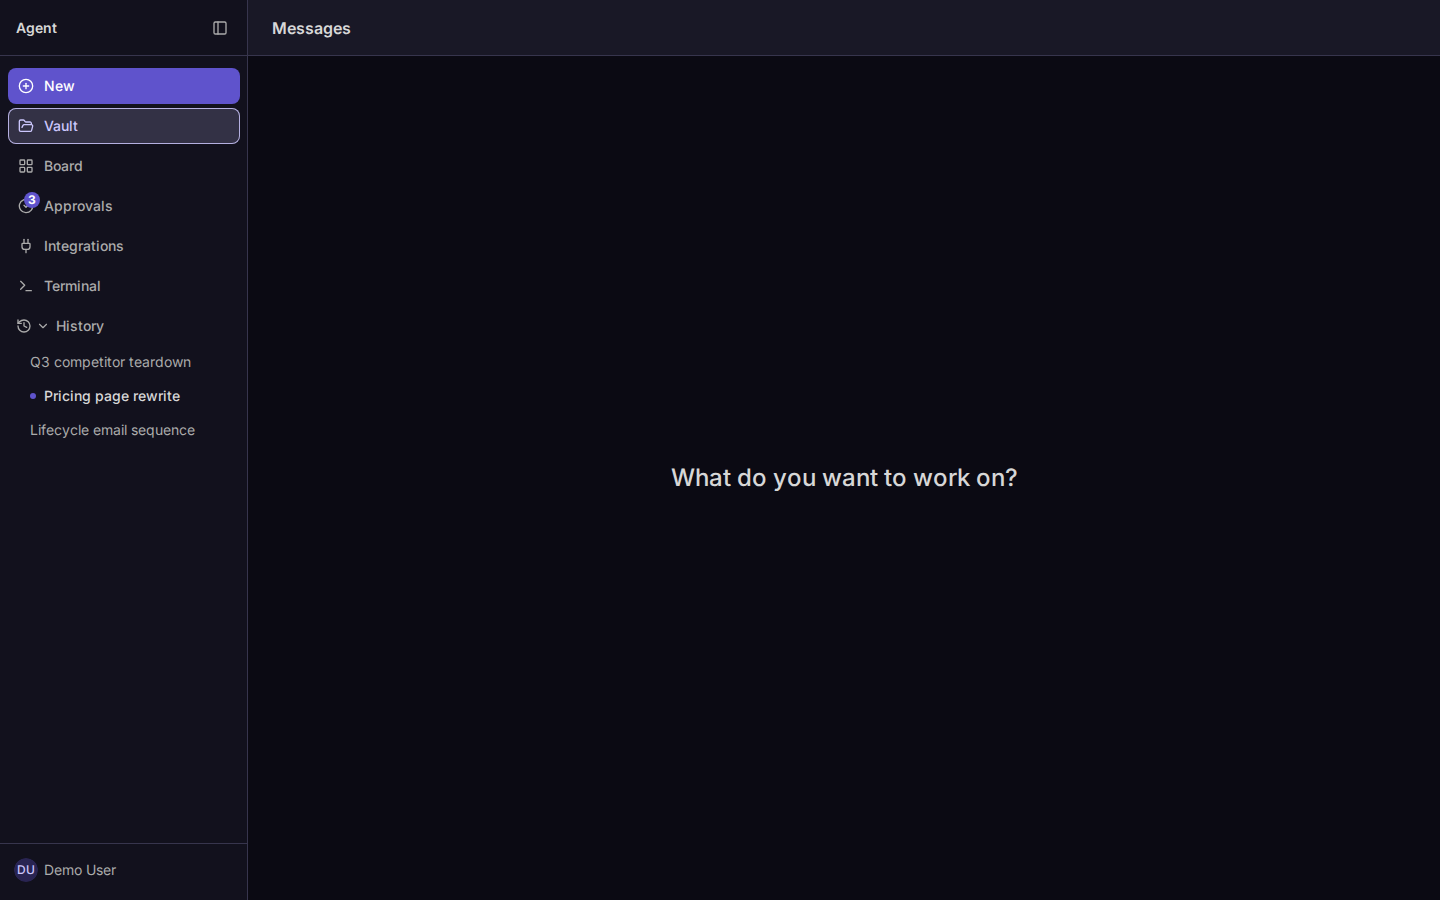 Agent
Messages
New
Vault
Board
3
Approvals
Integrations
Terminal
History
Q3 competitor teardown
Pricing page rewrite
Lifecycle email sequence
What do you want to work on?
DU
Demo User